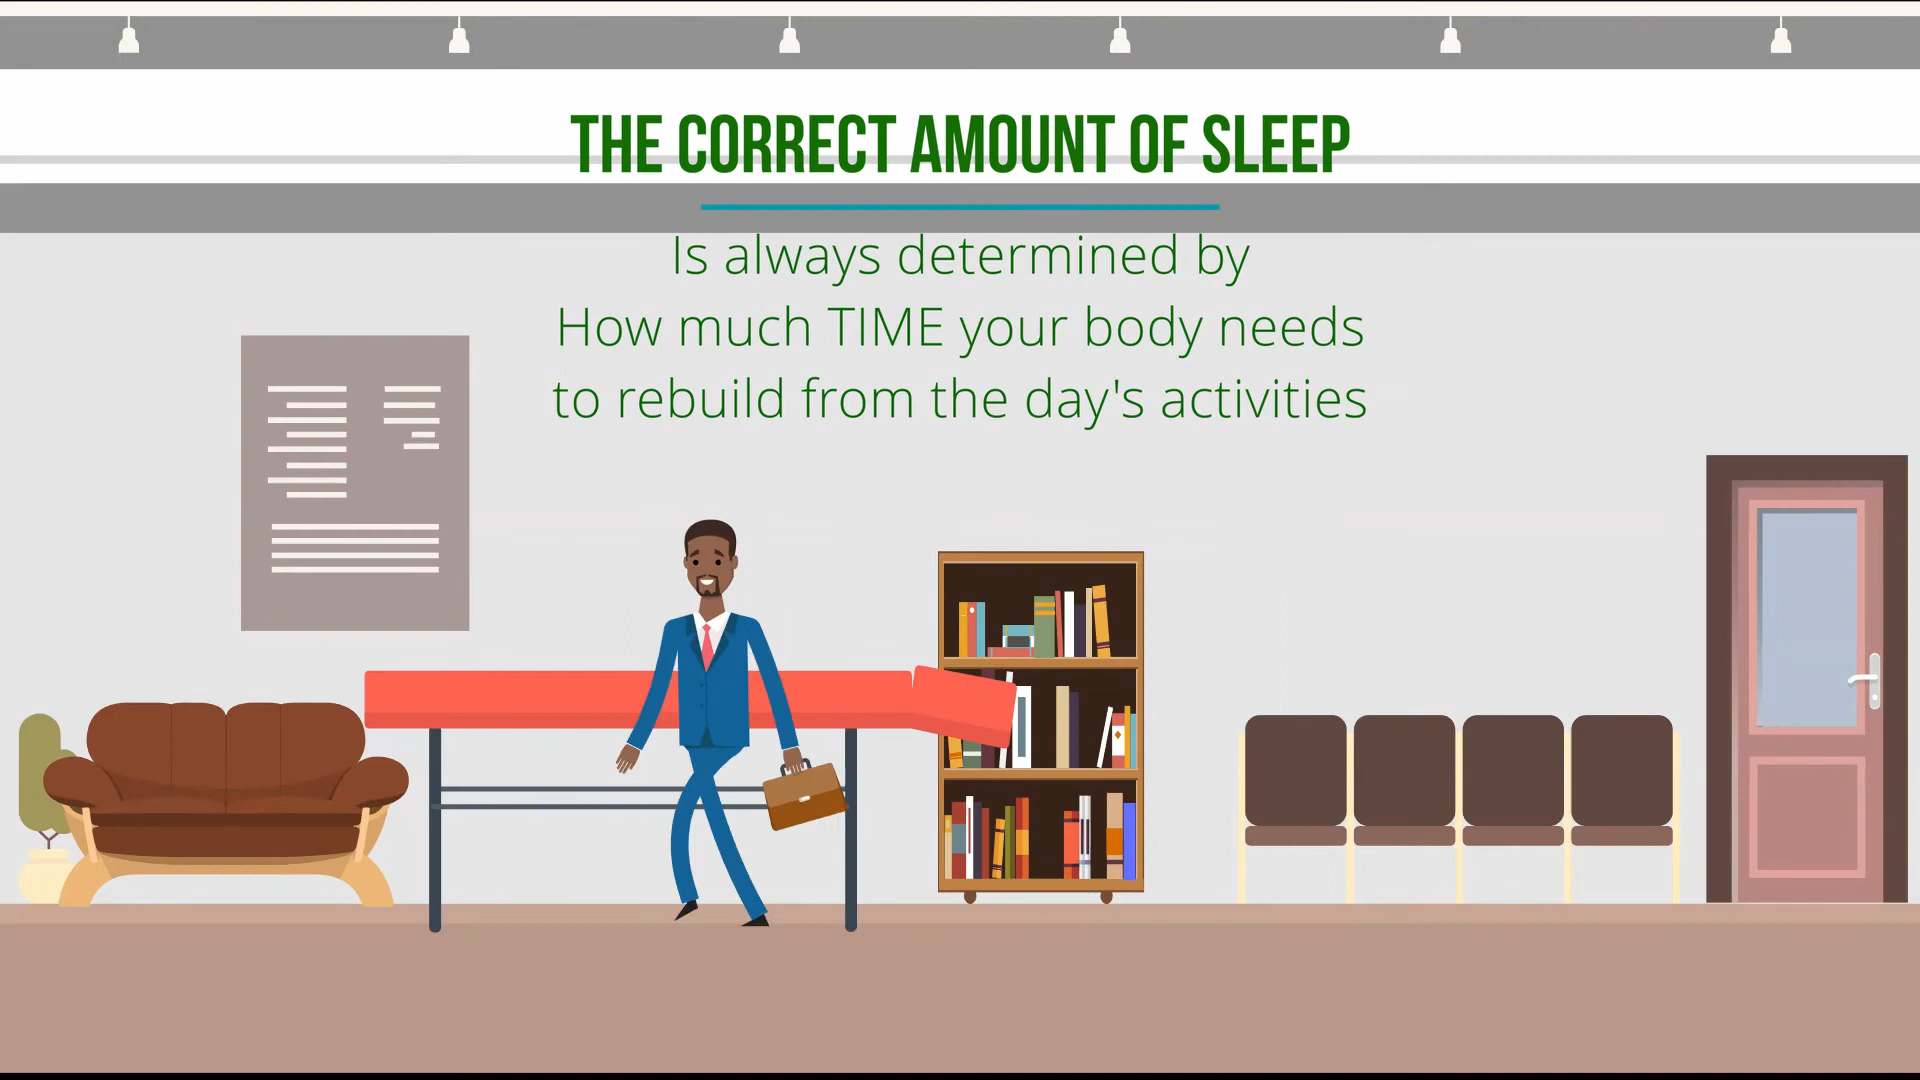 THE CORRECT AMOUNT OF SLEEP
Is always determined by
How much TIME your body needs
to rebuild from the day's activities